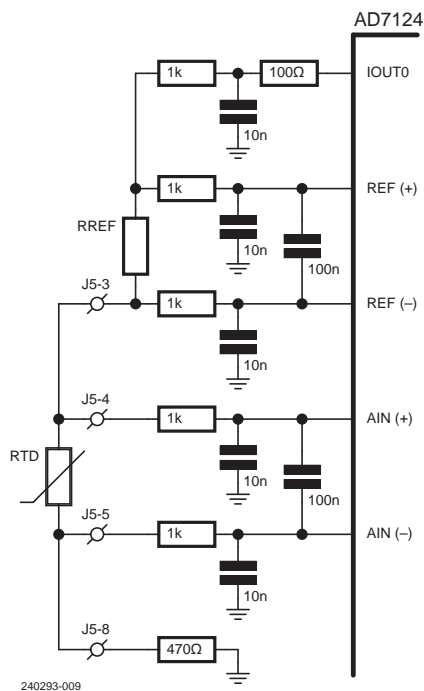 AD7124
1k
100Ω
IOUT0
10n
1k
REF (+)
RREF
10n
100n
J5-3
1k
REF (–)
10n
J5-4
1k
AIN (+)
RTD
10n
100n
J5-5
1k
AIN (–)
10n
J5-8
470Ω
240293-009